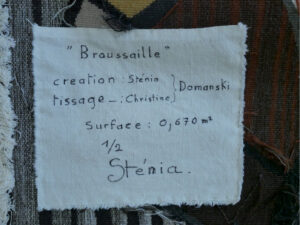 "Braussaille"
creation : Sténia } Domanski
tissage _ : Christine
Surface : 0,670 m²
1/2
Sténia.